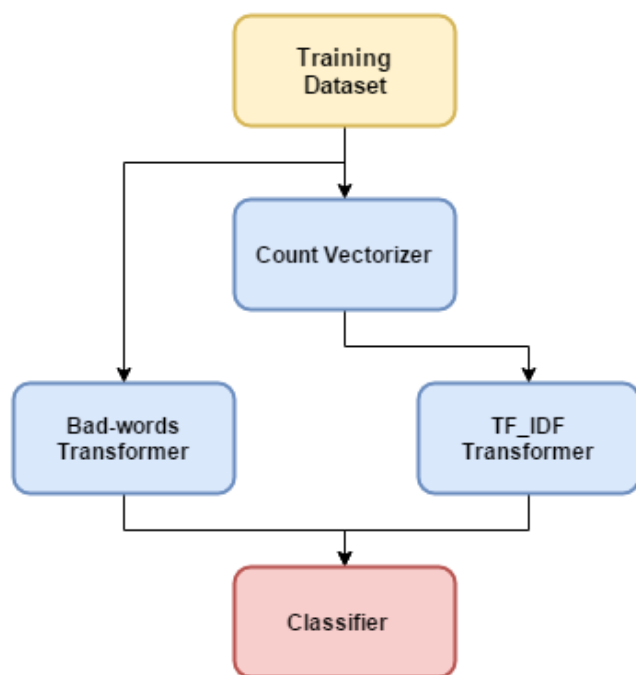 Training
Dataset
Count Vectorizer
Bad-words
Transformer
TF_IDF
Transformer
Classifier